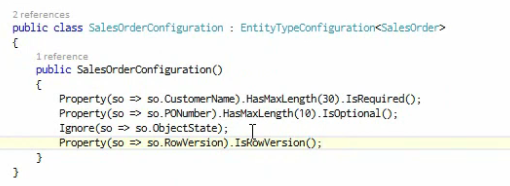 2 references
public class SalesOrderConfiguration : EntityTypeConfiguration<SalesOrder>
{
1 reference
public SalesOrderConfiguration()
{
Property(so => so.CustomerName).HasMaxLength(30).IsRequired();
Property(so => so.PONumber).HasMaxLength(10).IsOptional();
Ignore(so => so.ObjectState);
Property(so => so.RowVersion).IsRowVersion();
}
}